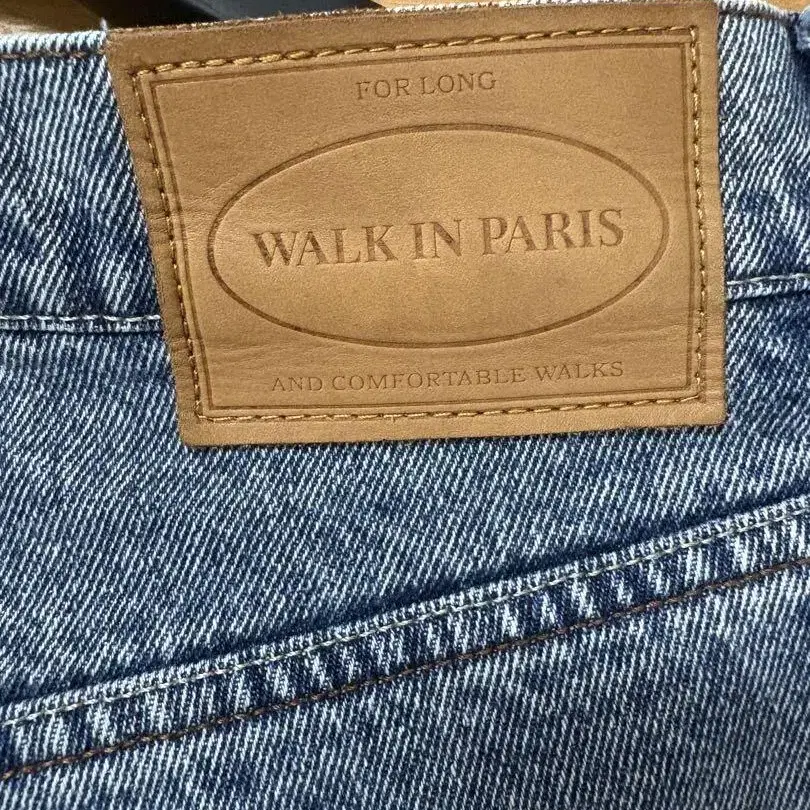 FOR LONG
WALK IN PARIS
AND COMFORTABLE WALKS